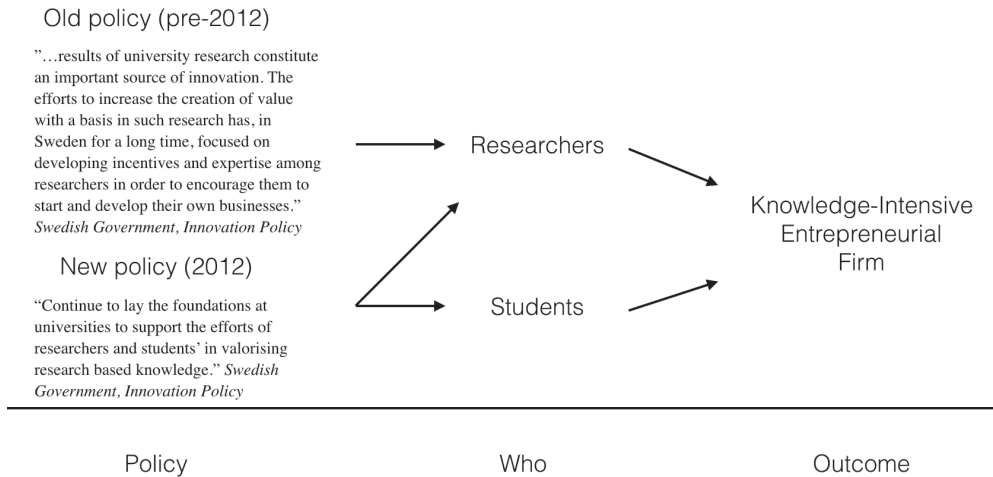 Old policy (pre-2012)
”…results of university research constitute
an important source of innovation. The
efforts to increase the creation of value
with a basis in such research has, in
Sweden for a long time, focused on
developing incentives and expertise among
researchers in order to encourage them to
start and develop their own businesses.”
Swedish Government, Innovation Policy
New policy (2012)
“Continue to lay the foundations at
universities to support the efforts of
researchers and students’ in valorising
research based knowledge.” Swedish
Government, Innovation Policy
Researchers
Students
Knowledge-Intensive
Entrepreneurial
Firm
Policy
Who
Outcome